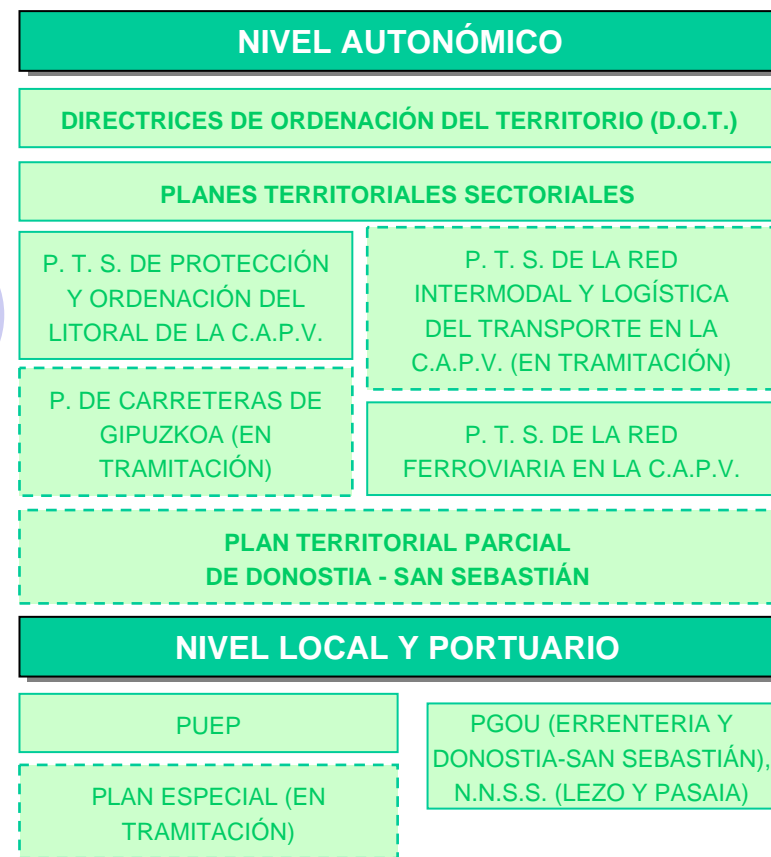 NIVEL AUTONÓMICO
DIRECTRICES DE ORDENACIÓN DEL TERRITORIO (D.O.T.)
PLANES TERRITORIALES SECTORIALES
P. T. S. DE PROTECCIÓN
Y ORDENACIÓN DEL
LITORAL DE LA C.A.P.V.
P. T. S. DE LA RED
INTERMODAL Y LOGÍSTICA
DEL TRANSPORTE EN LA
C.A.P.V. (EN TRAMITACIÓN)
P. DE CARRETERAS DE
GIPUZKOA (EN
TRAMITACIÓN)
P. T. S. DE LA RED
FERROVIARIA EN LA C.A.P.V.
PLAN TERRITORIAL PARCIAL
DE DONOSTIA - SAN SEBASTIÁN
NIVEL LOCAL Y PORTUARIO
PUEP
PGOU (ERRENTERIA Y
DONOSTIA-SAN SEBASTIÁN),
N.N.S.S. (LEZO Y PASAIA)
PLAN ESPECIAL (EN
TRAMITACIÓN)